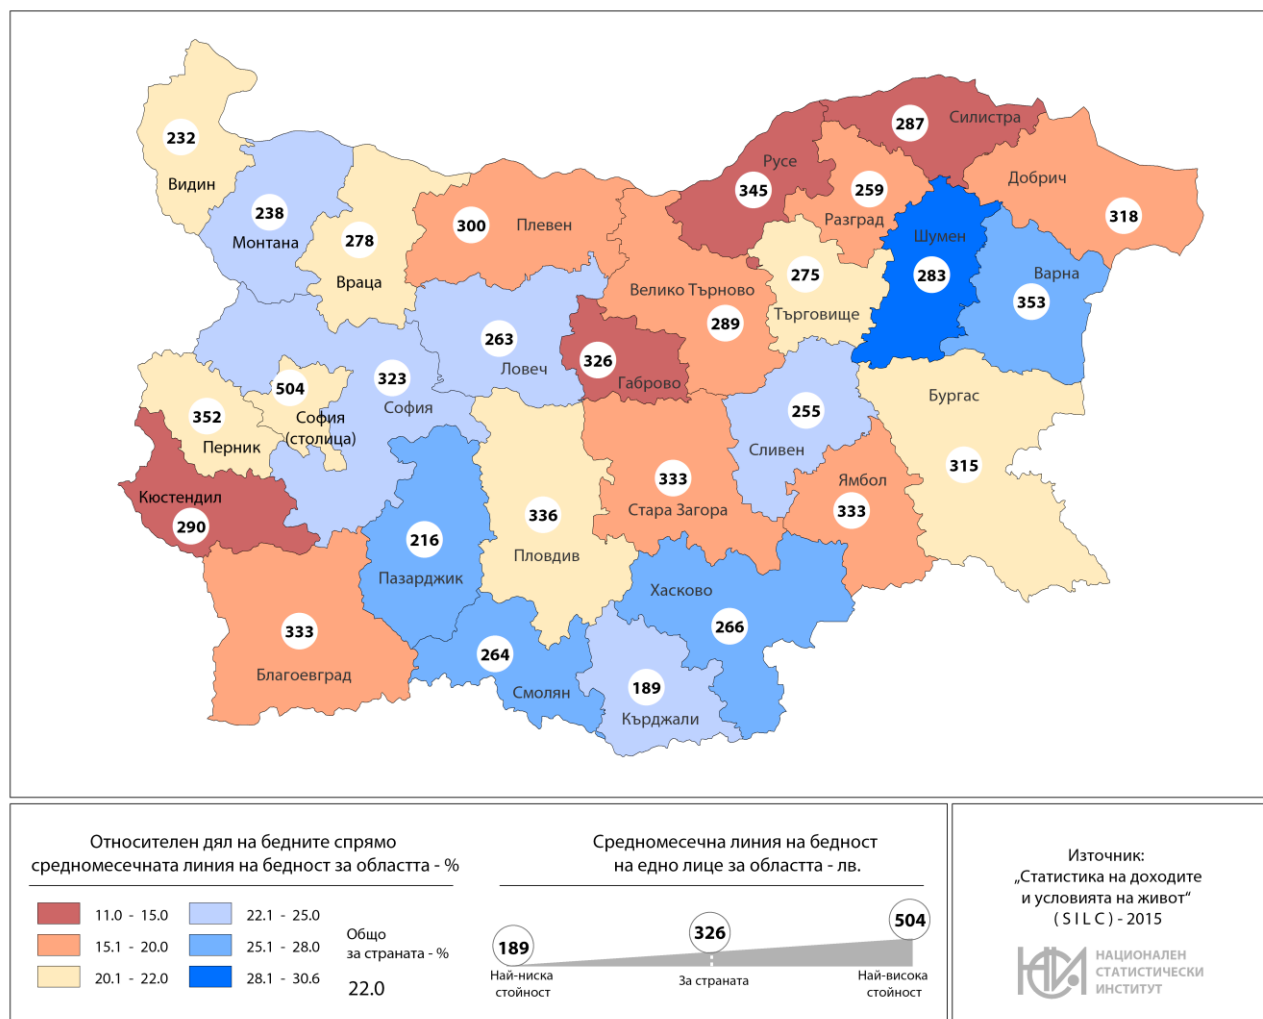 232
Видин
238
Монтана
278
Враца
300
Плевен
Русе
345
287
Силистра
259
Разград
Добрич
318
Шумен
283
Варна
353
275
Търговище
Велико Търново
289
263
Ловеч
326
Габрово
504
София
(столица)
323
София
352
Перник
Кюстендил
290
255
Сливен
Бургас
315
333
Стара Загора
Ямбол
333
336
Пловдив
216
Пазарджик
333
Благоевград
264
Смолян
Хасково
266
189
Кърджали
Относителен дял на бедните спрямо
средномесечната линия на бедност за областта - %
11.0 - 15.0
15.1 - 20.0
20.1 - 22.0
22.1 - 25.0
25.1 - 28.0
28.1 - 30.6
Общо
за страната - %
22.0
Средномесечна линия на бедност
на едно лице за областта - лв.
189
326
504
Най-ниска
стойност
За страната
Най-висока
стойност
Източник:
„Статистика на доходите
и условията на живот“
( S I L C ) - 2015
НСИ
НАЦИОНАЛЕН
СТАТИСТИЧЕСКИ
ИНСТИТУТ